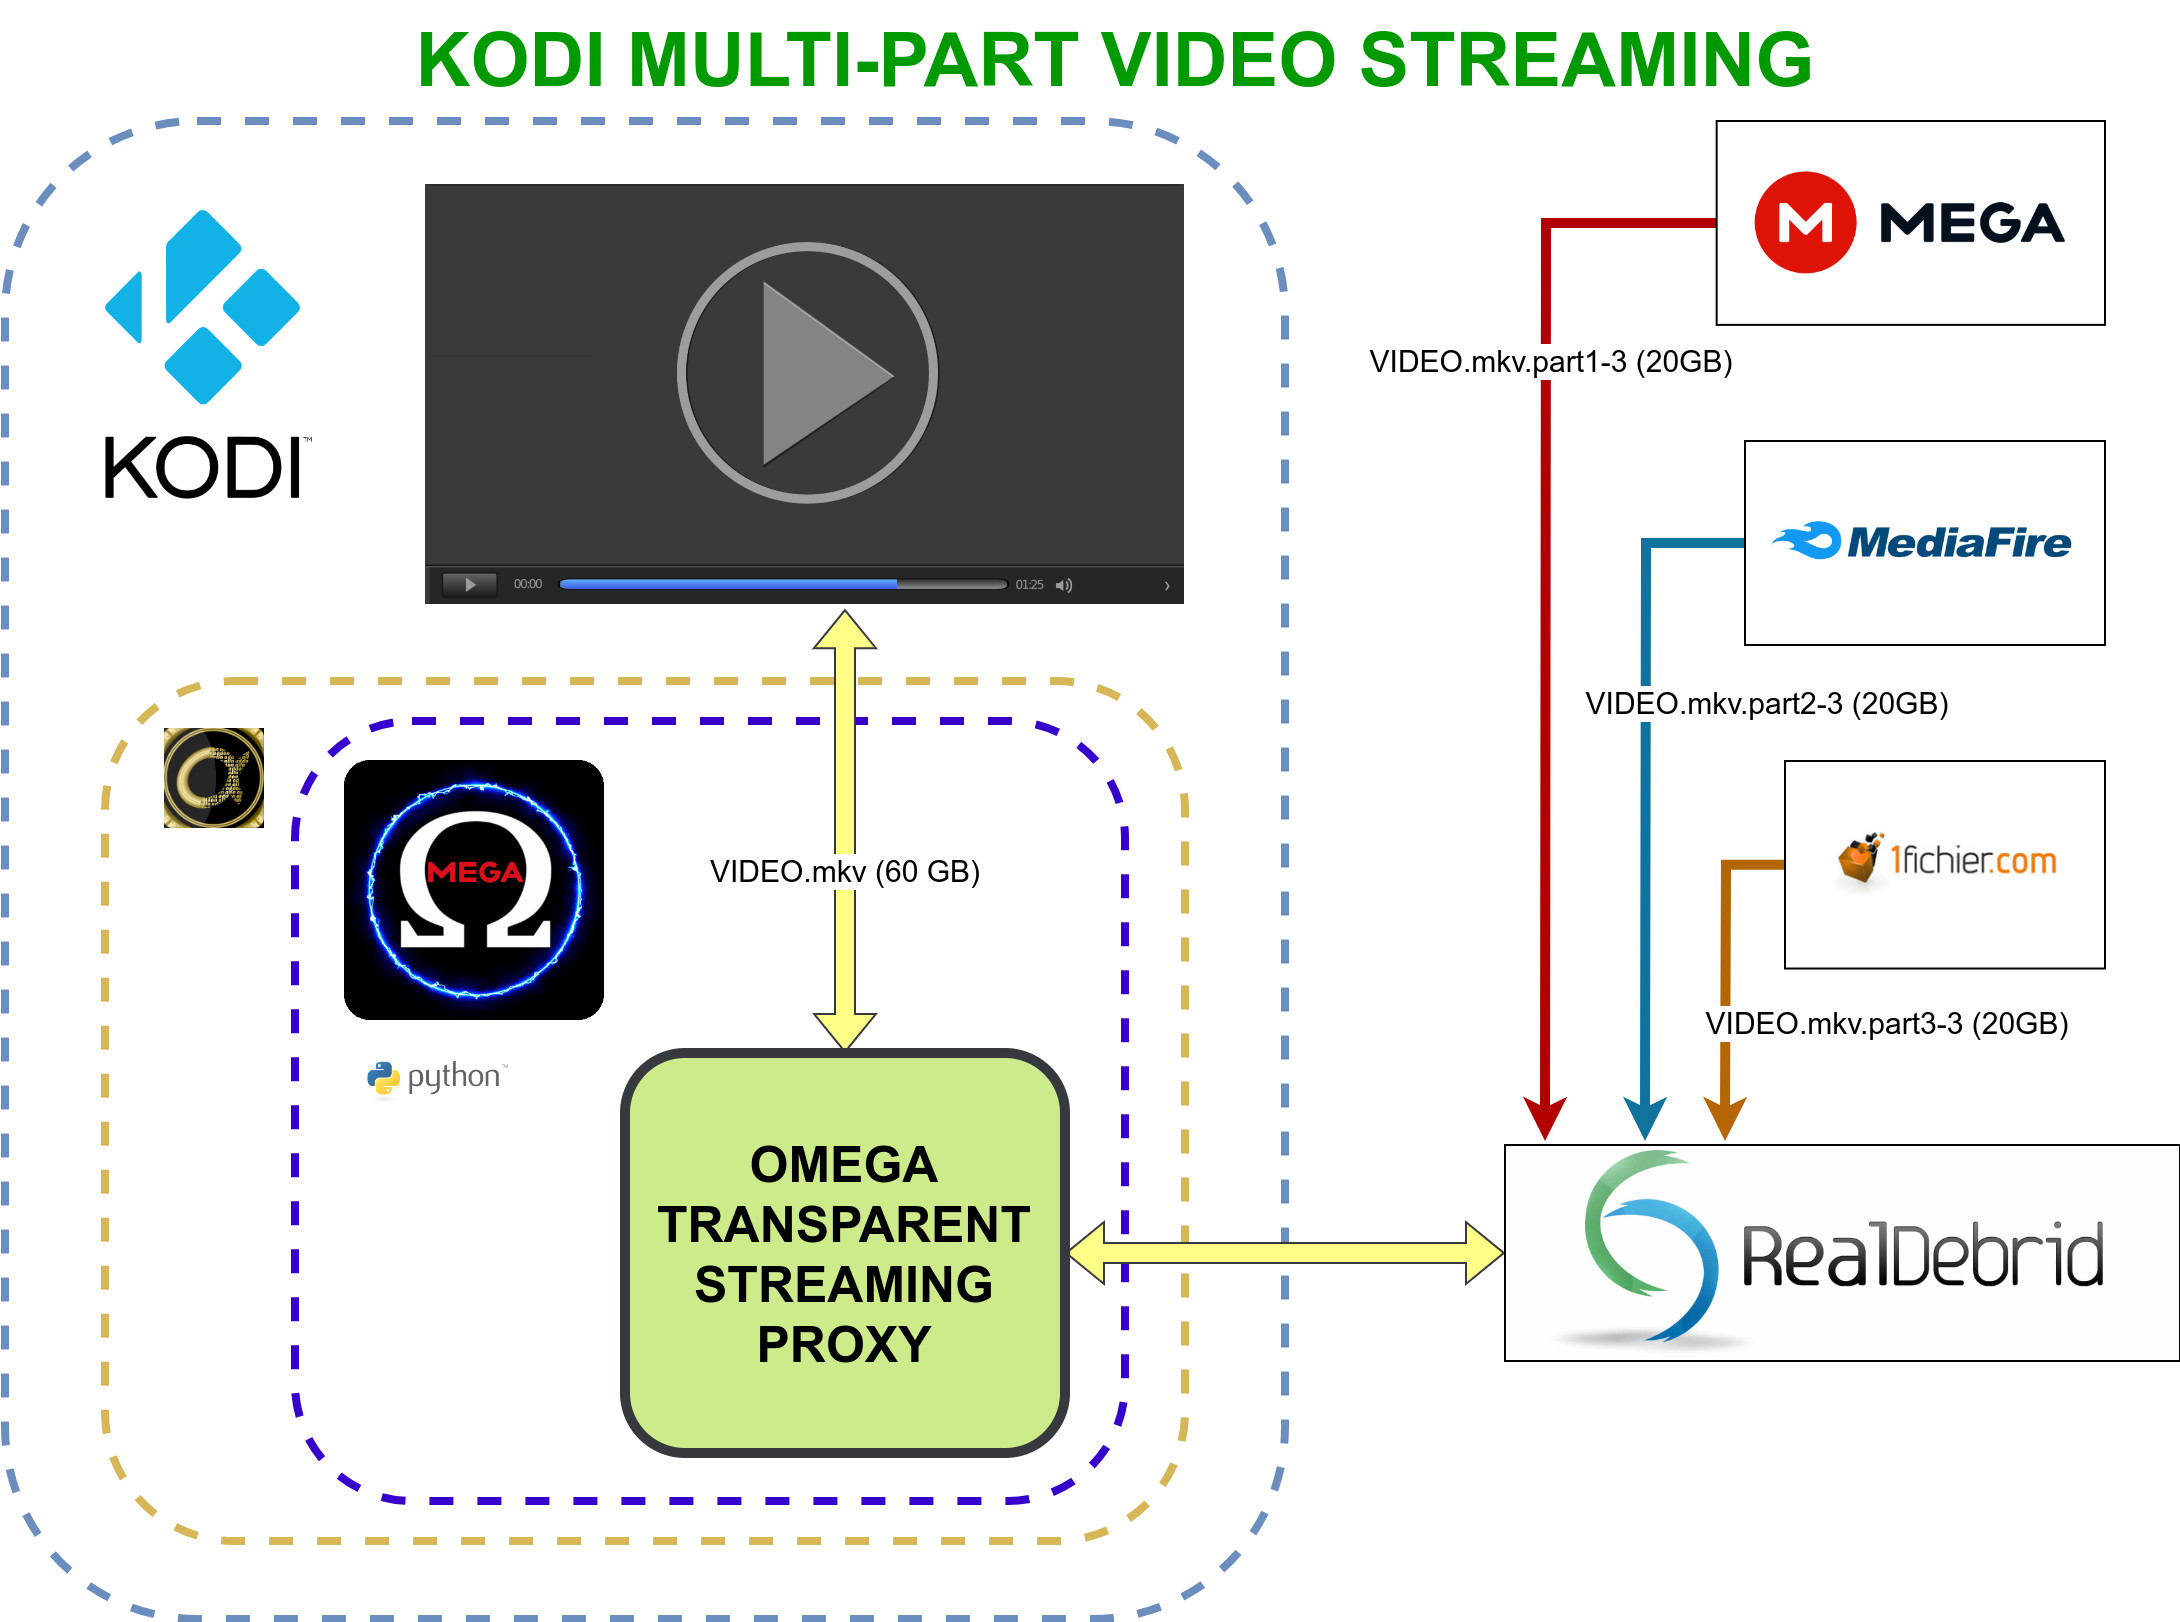 KODI MULTI-PART VIDEO STREAMING
KODI™
00:00
01:25
M MEGA
VIDEO.mkv.part1-3 (20GB)
MediaFire
VIDEO.mkv.part2-3 (20GB)
1fichier.com
VIDEO.mkv.part3-3 (20GB)
Ω
MEGA
VIDEO.mkv (60 GB)
python™
OMEGA
TRANSPARENT
STREAMING
PROXY
RealDebrid